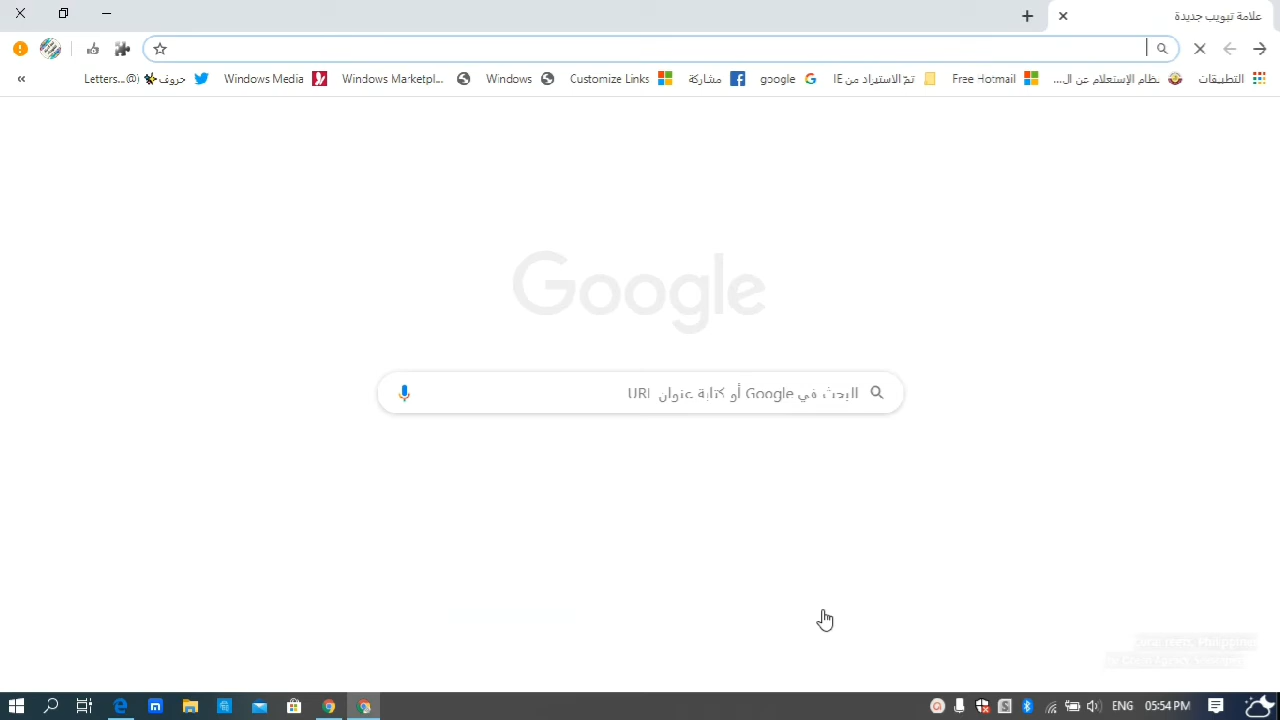 علامة تبويب جديدة
التطبيقات
نظام الإستعلام عن ال...
Free Hotmail
تم الاستيراد من IE
google
مشاركة
Customize Links
Windows
Windows Marketpl...
Windows Media
حروف
Letters...@)
»
Google
البحث في Google أو كتابة عنوان URL
ENG 05:54 PM